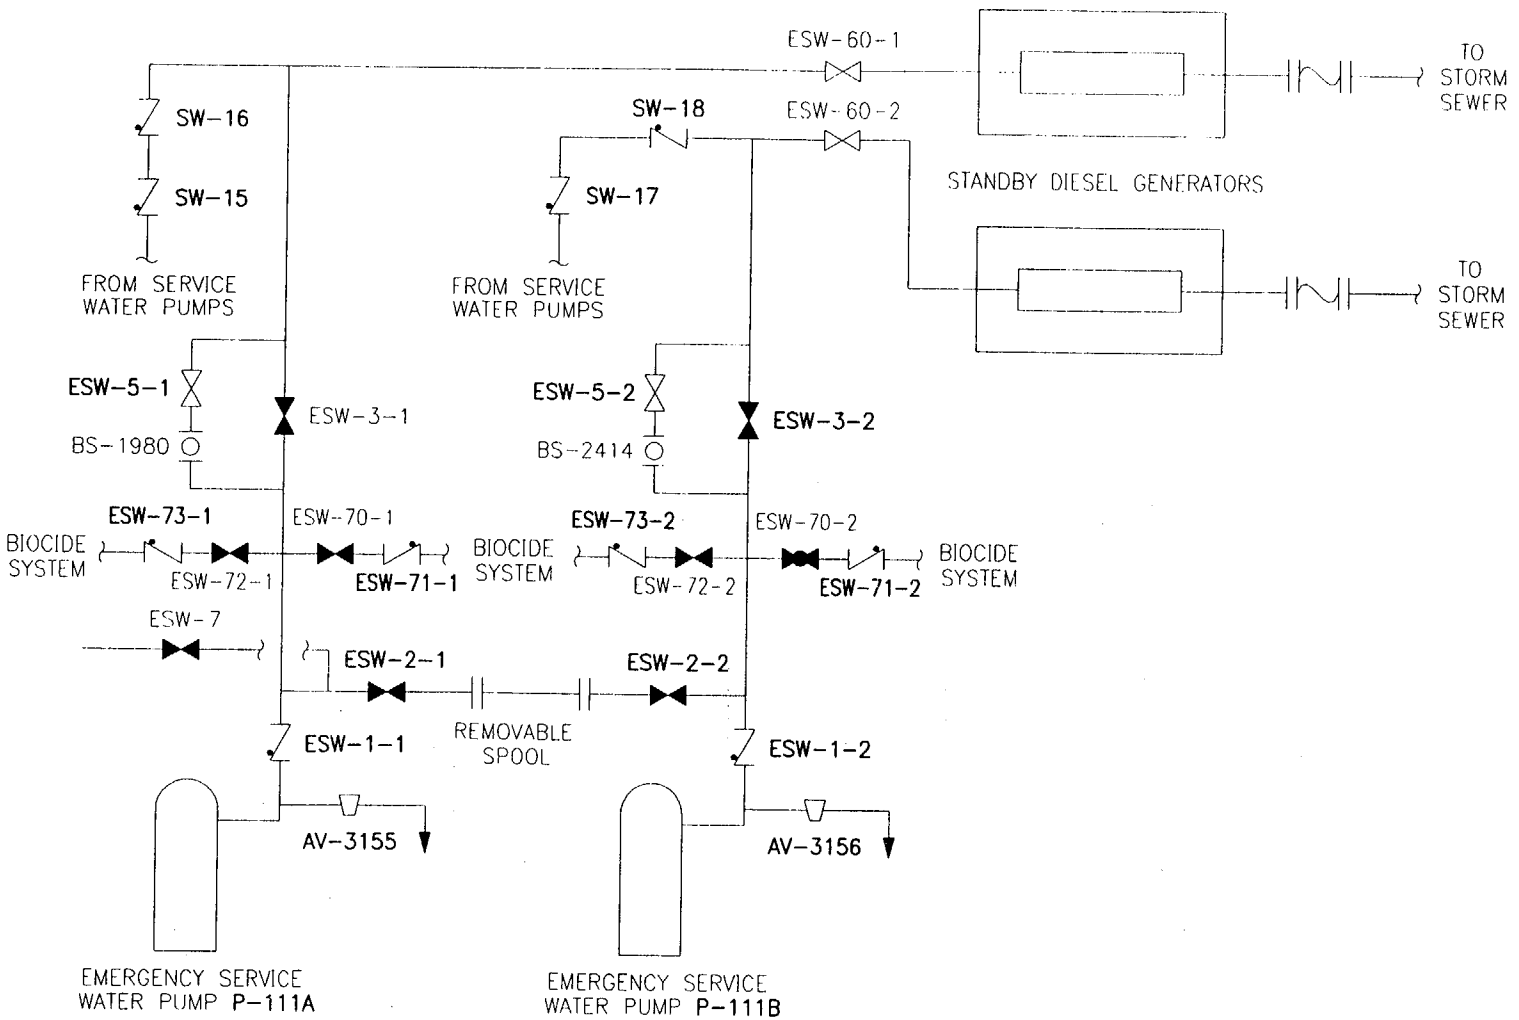 ESW-60-1
TO
STORM
SEWER
SW-16
SW-18
ESW-60-2
STANDBY DIESEL GENERATORS
SW-15
SW-17
FROM SERVICE
WATER PUMPS
FROM SERVICE
WATER PUMPS
TO
STORM
SEWER
ESW-5-1
ESW-3-1
BS-1980
ESW-5-2
ESW-3-2
BS-2414
ESW-73-1
ESW-70-1
ESW-73-2
ESW-70-2
BIOCIDE
SYSTEM
BIOCIDE
SYSTEM
BIOCIDE
SYSTEM
ESW-72-1
ESW-71-1
ESW-72-2
ESW-71-2
ESW-7
ESW-2-1
ESW-2-2
REMOVABLE
SPOOL
ESW-1-1
ESW-1-2
AV-3155
AV-3156
EMERGENCY SERVICE
WATER PUMP P-111A
EMERGENCY SERVICE
WATER PUMP P-111B